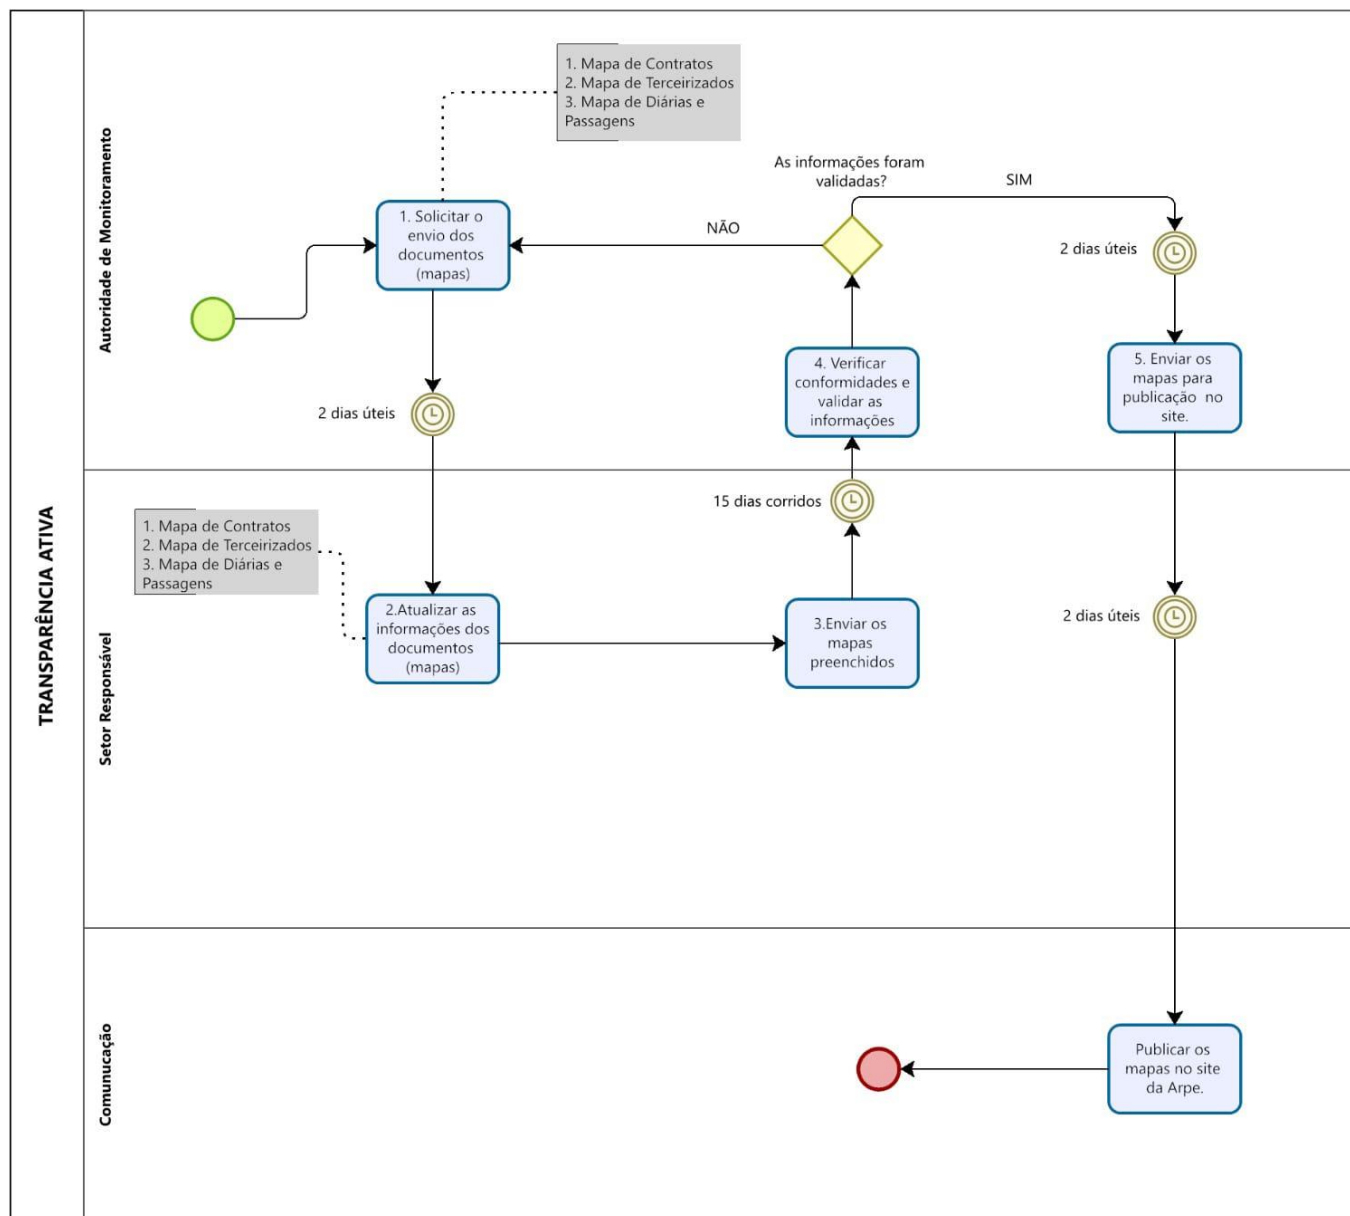 TRANSPARÊNCIA ATIVA
Autoridade de Monitoramento
1. Mapa de Contratos
2. Mapa de Terceirizados
3. Mapa de Diárias e
Passagens
As informações foram
validadas?
SIM
NÃO
1. Solicitar o
envio dos
documentos
(mapas)
2 dias úteis
4. Verificar
conformidades e
validar as
informações
5. Enviar os
mapas para
publicação no
site.
2 dias úteis
Setor Responsável
15 dias corridos
1. Mapa de Contratos
2. Mapa de Terceirizados
3. Mapa de Diárias e
Passagens
2.Atualizar as
informações dos
documentos
(mapas)
3.Enviar os
mapas
preenchidos
2 dias úteis
Comunucação
Publicar os
mapas no site
da Arpe.